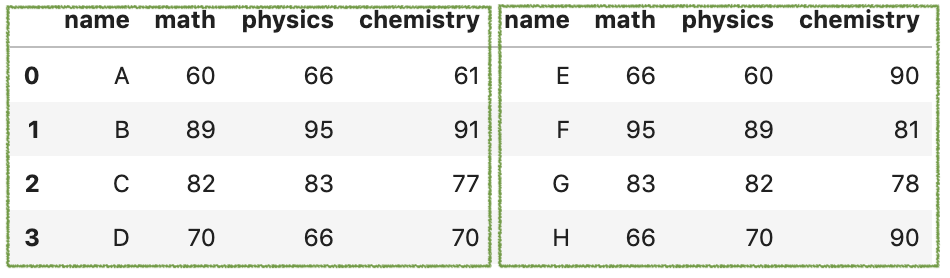 name math physics chemistry name math physics chemistry
0 A 60 66 61 E 66 60 90
1 B 89 95 91 F 95 89 81
2 C 82 83 77 G 83 82 78
3 D 70 66 70 H 66 70 90